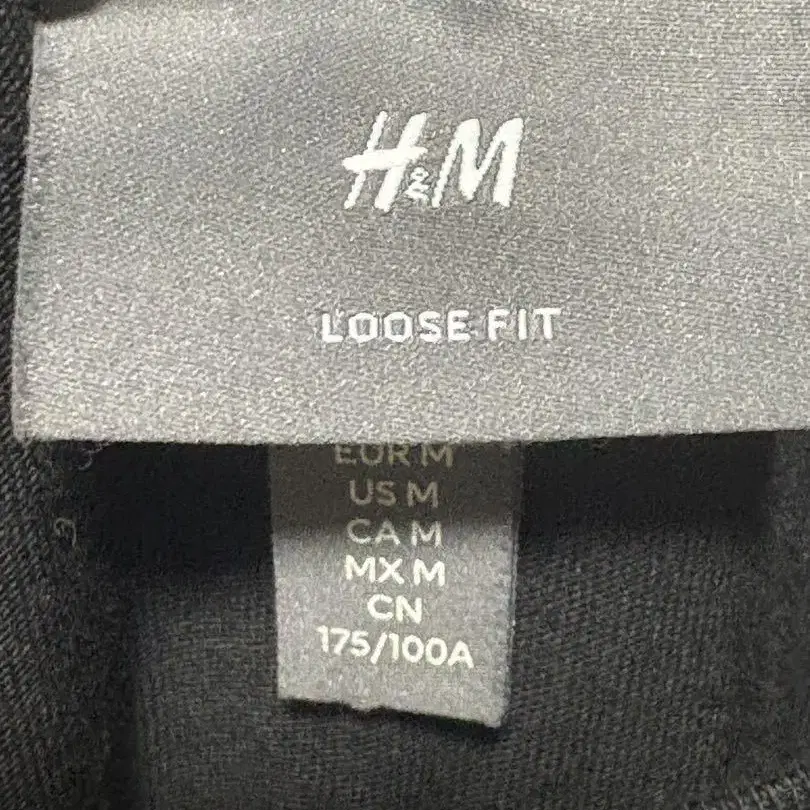 H&M
LOOSE FIT
EUR M
US M
CA M
MX M
CN
175/100A